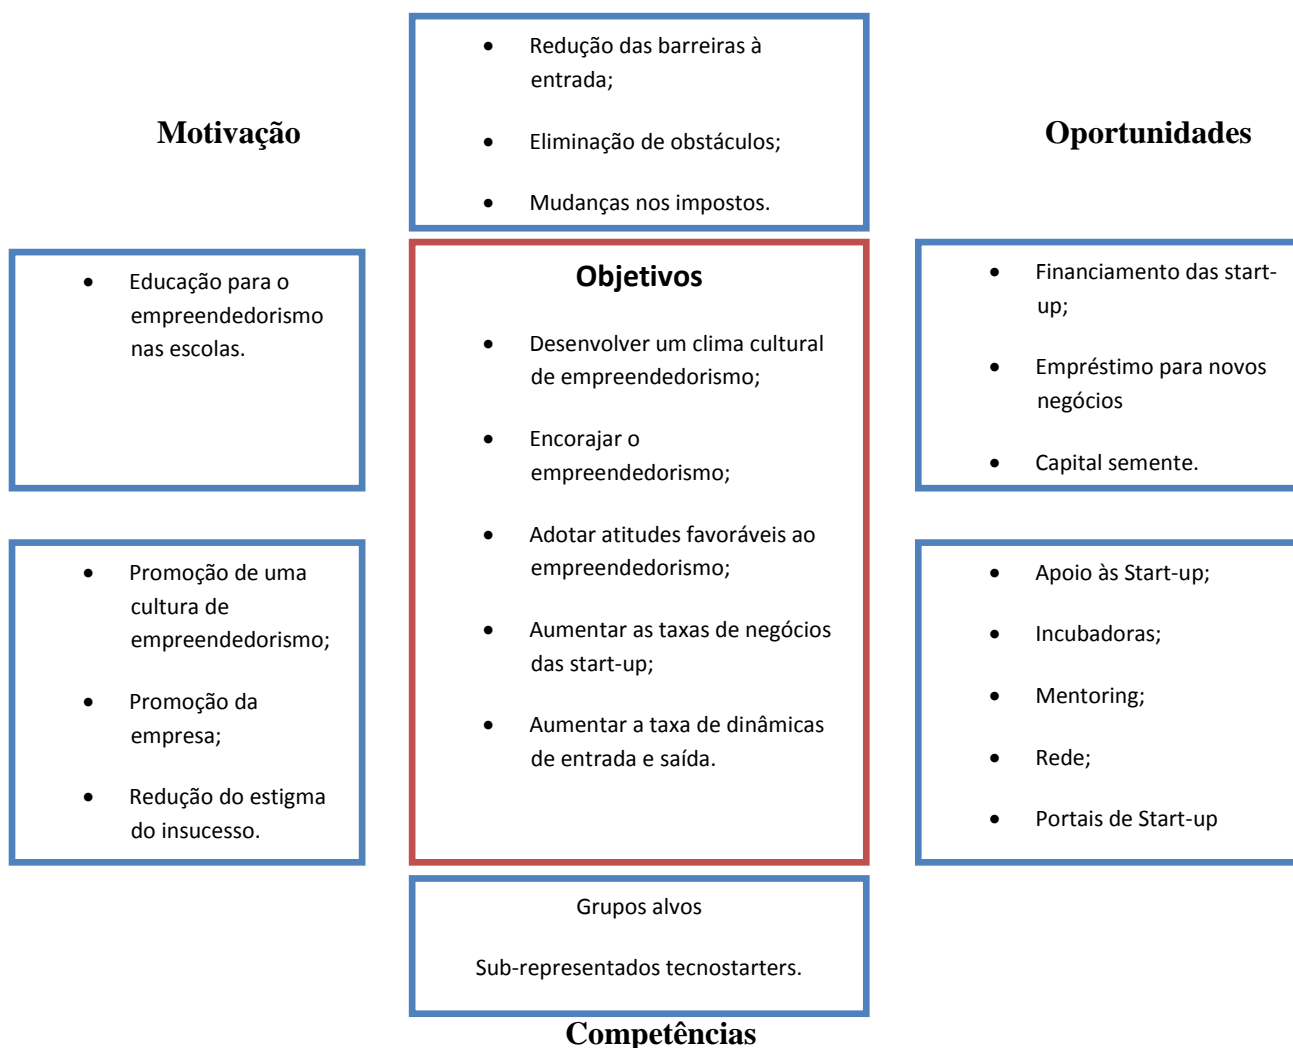 Motivação
• Redução das barreiras à
entrada;
• Eliminação de obstáculos;
• Mudanças nos impostos.
Oportunidades
• Educação para o
empreendedorismo
nas escolas.
Objetivos
• Desenvolver um clima cultural
de empreendedorismo;
• Encorajar o
empreendedorismo;
• Adotar atitudes favoráveis ao
empreendedorismo;
• Aumentar as taxas de negócios
das start-up;
• Aumentar a taxa de dinâmicas
de entrada e saída.
• Financiamento das start-
up;
• Empréstimo para novos
negócios
• Capital semente.
• Promoção de uma
cultura de
empreendedorismo;
• Promoção da
empresa;
• Redução do estigma
do insucesso.
• Apoio às Start-up;
• Incubadoras;
• Mentoring;
• Rede;
• Portais de Start-up
Grupos alvos
Sub-representados tecnostarters.
Competências